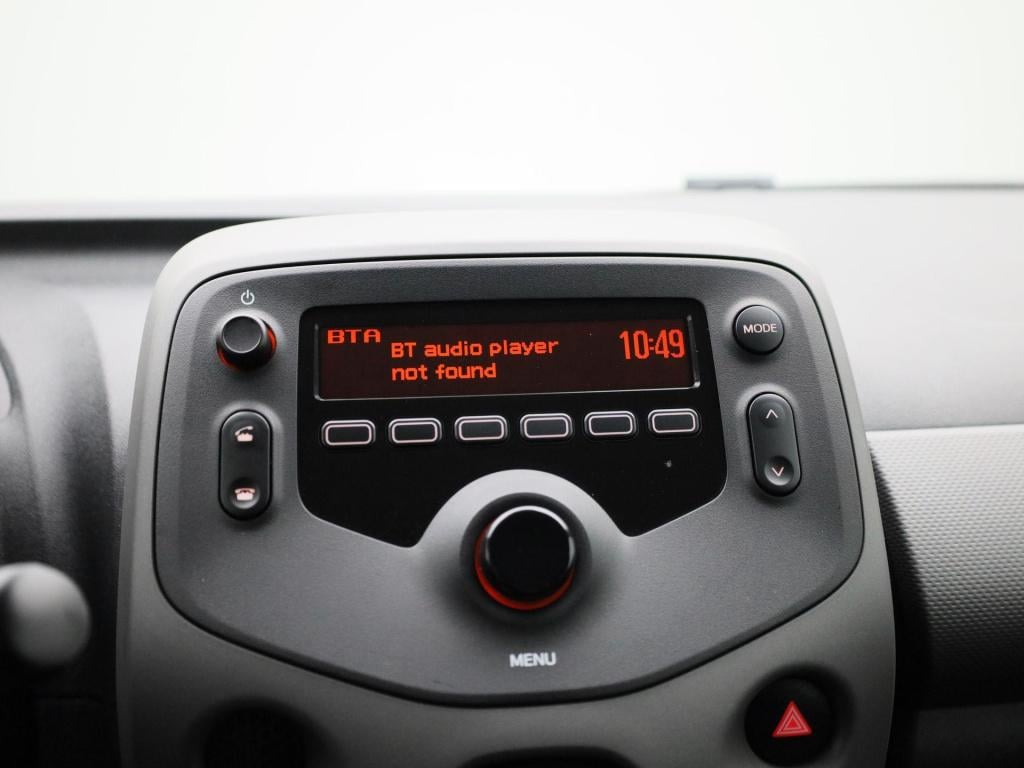 BTA
BT audio player
not found
10:49
MODE
MENU